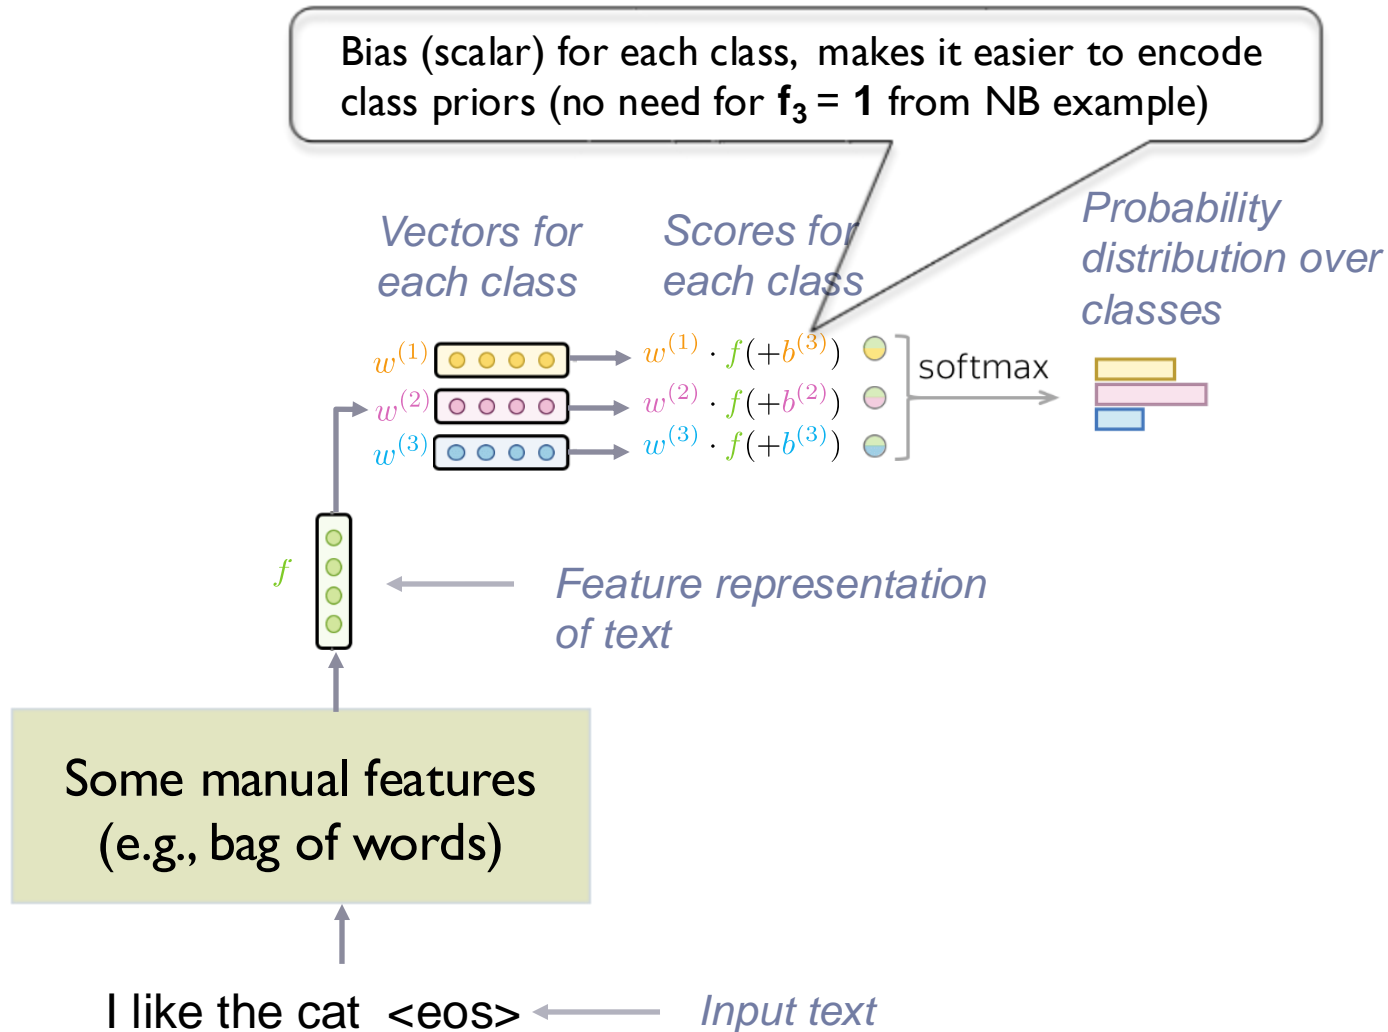 Bias (scalar) for each class, makes it easier to encode
class priors (no need for f₃ = 1 from NB example)
Vectors for
each class
Scores for
each class
Probability
distribution over
classes
w⁽¹⁾ w⁽¹⁾ · f(+b⁽³⁾)
softmax
w⁽²⁾ w⁽²⁾ · f(+b⁽²⁾)
w⁽³⁾ w⁽³⁾ · f(+b⁽³⁾)
f
Feature representation
of text
Some manual features
(e.g., bag of words)
I like the cat <eos>
Input text